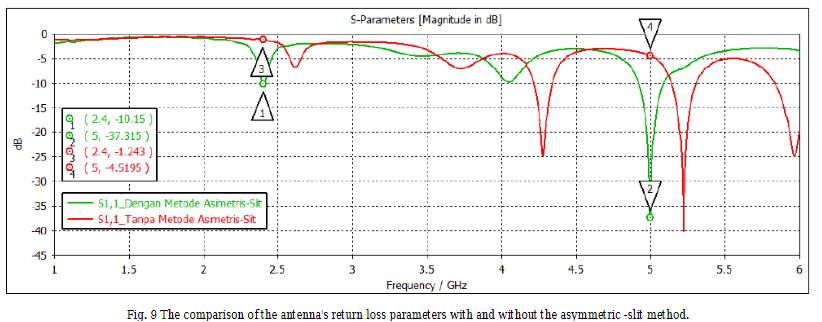 S-Parameters [Magnitude in dB]
0
-5
-10
-15
-20
-25
-30
-35
-40
-45
dB
1 ( 2.4, -10.15 )
2 ( 5, -37.315 )
3 ( 2.4, -1.243 )
4 ( 5, -4.5195 )
S1,1_Dengan Metode Asimetris-Slit
S1,1_Tanpa Metode Asimetris-Slit
3
1
4
2
1 1.5 2 2.5 3 3.5 4 4.5 5 5.5 6
Frequency / GHz
Fig. 9 The comparison of the antenna's return loss parameters with and without the asymmetric -slit method.